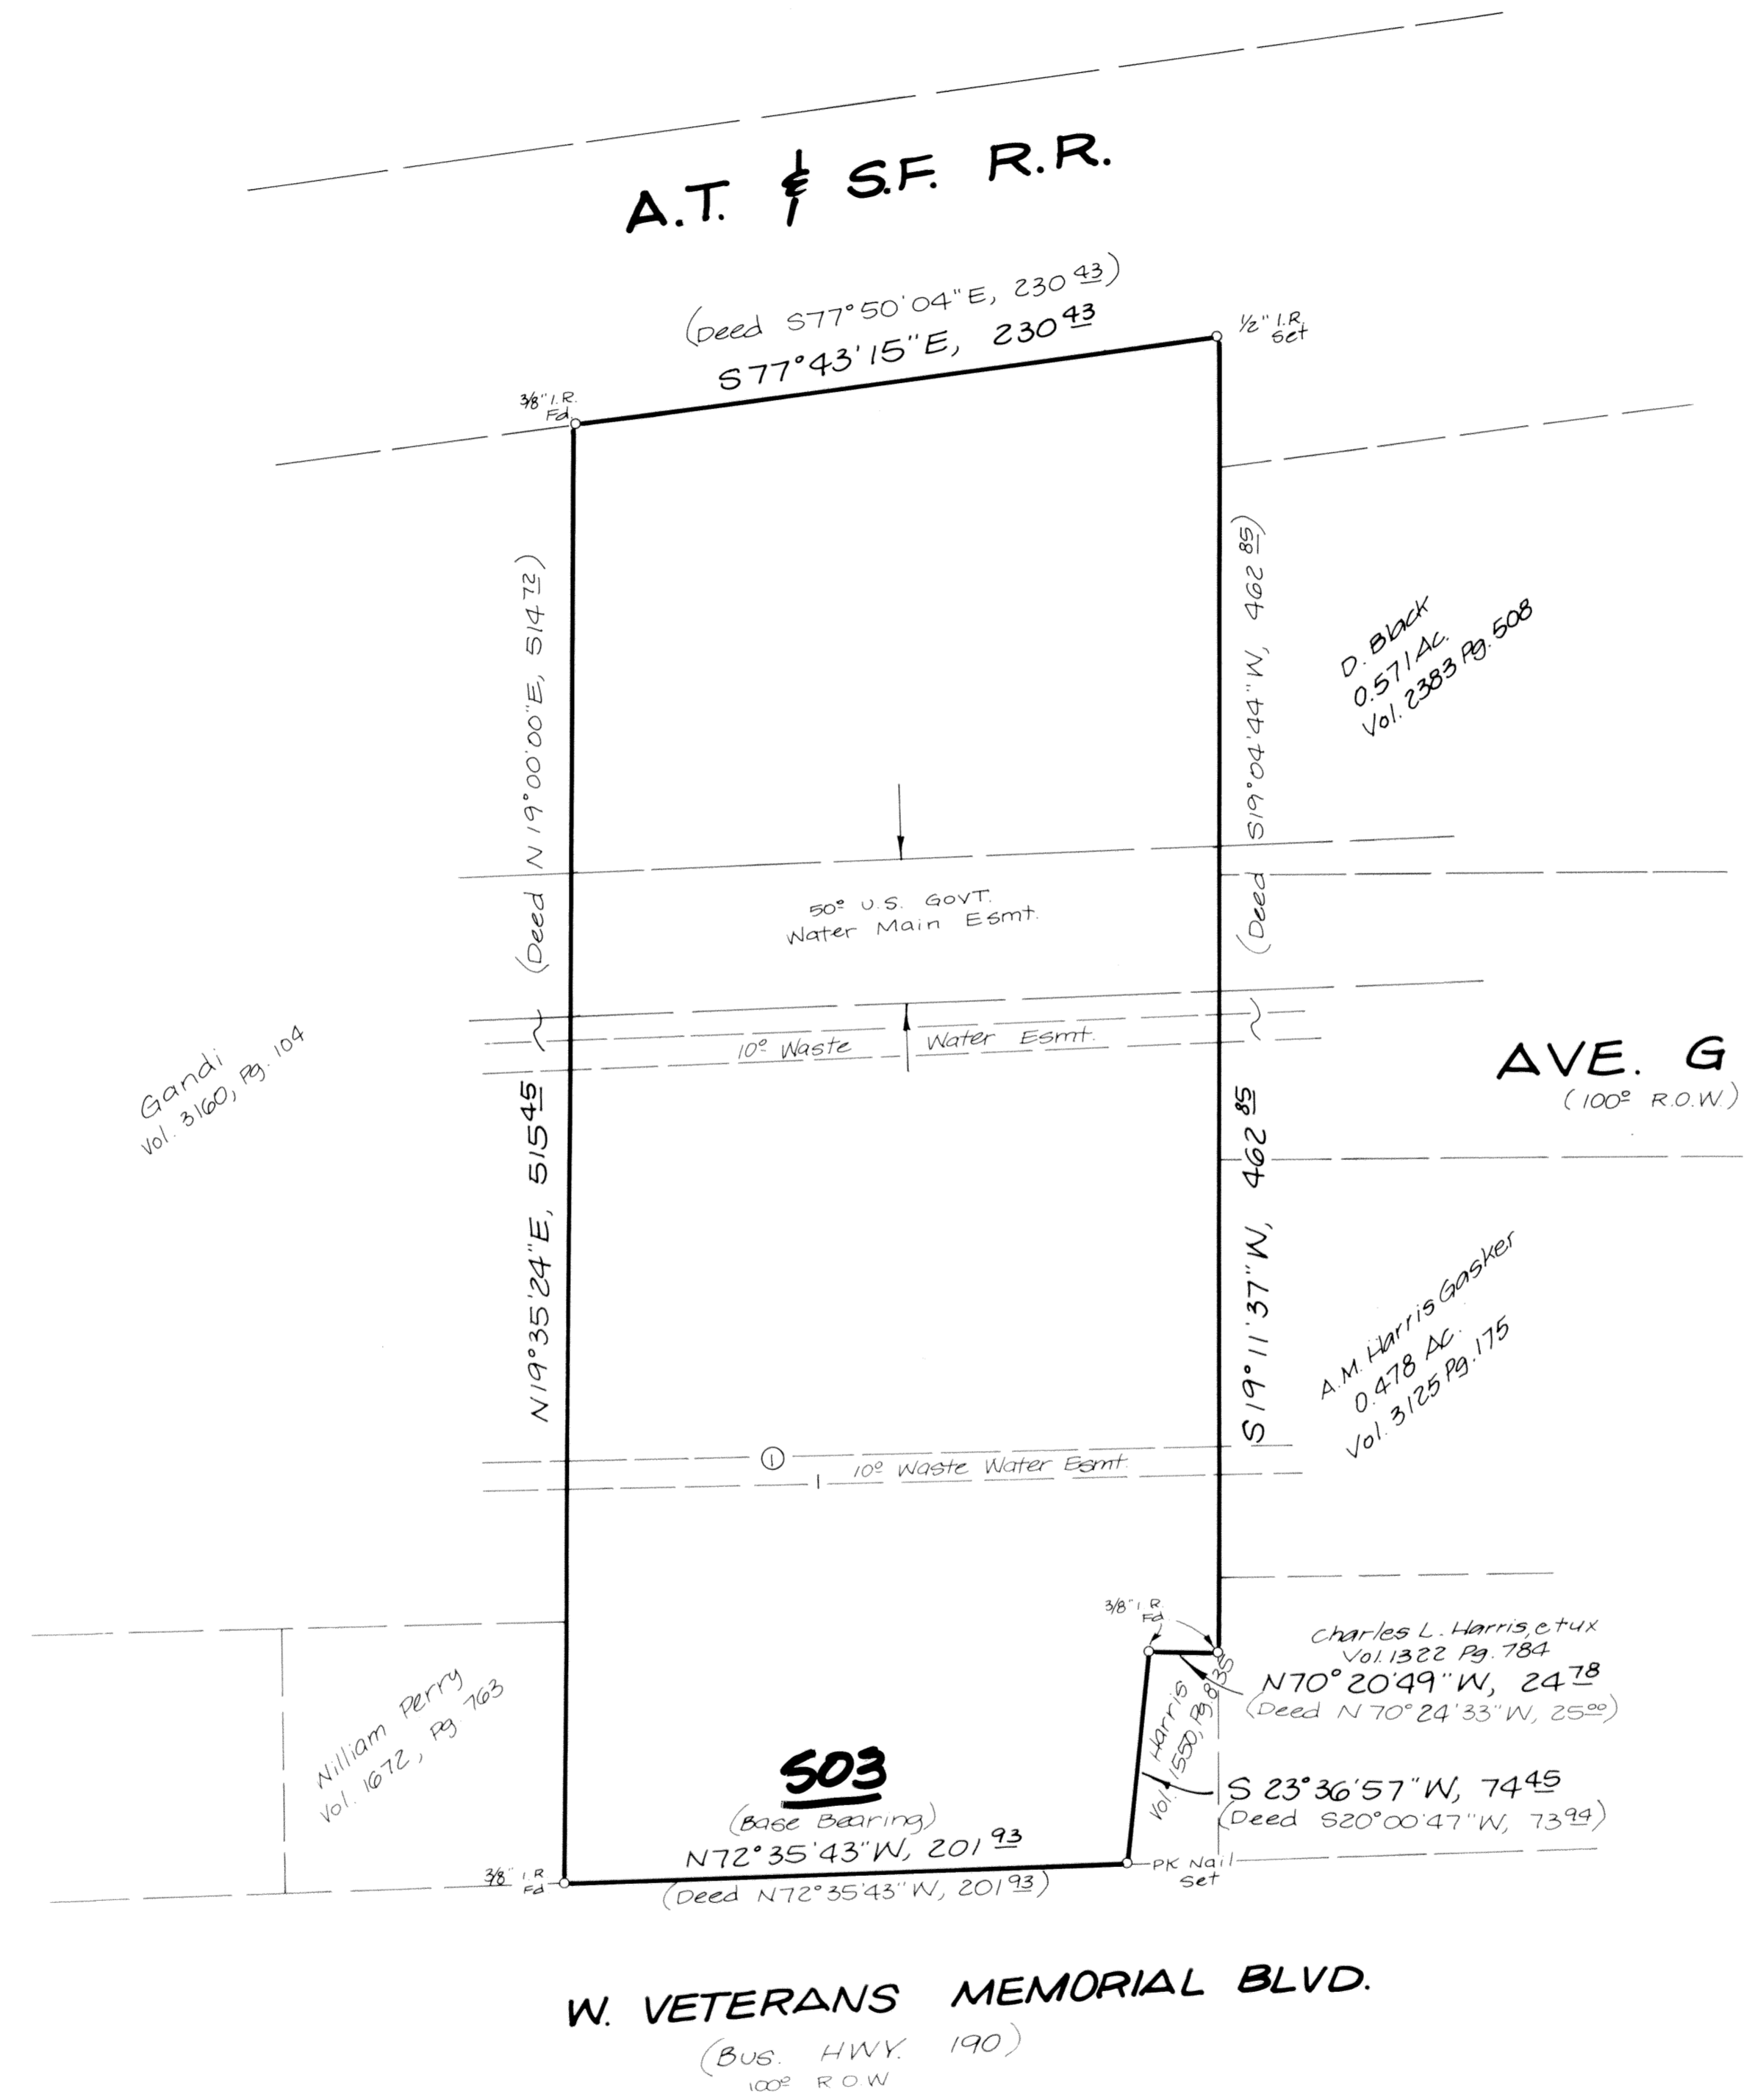 A.T. & S.F. R.R.
(Deed S77°50'04"E, 230 43)
S77°43'15"E, 230 43
1/2" I.R.
Set
3/8" I.R.
Fd.
(Deed N 19°00'00"E, 514 72)
N19°35'24"E, 515 45
(Deed S19°04'44"W, 462 85)
S19°11'37"W, 462 85
D. Black
0.571 Ac.
Vol. 2383 Pg. 508
50º U.S. GOVT.
Water Main Esmt.
10º Waste Water Esmt.
Gandi
Vol. 3160, Pg. 104
AVE. G
(100º R.O.W.)
A.M. Harris Gasker
0.478 Ac.
Vol. 3125 Pg. 175
1
10º Waste Water Esmt.
3/8" I.R.
Fd
Charles L. Harris, etux
Vol. 1322 Pg. 784
N70°20'49"W, 24 78
(Deed N70°24'33"W, 25 00)
Harris
Vol. 1550, Pg. 835
William Perry
Vol. 1672, Pg 763
S 23°36'57"W, 74 45
(Deed S20°00'47"W, 73 94)
503
(Base Bearing)
N72°35'43"W, 201 93
(Deed N72°35'43"W, 201 93)
3/8" I.R
Fd
PK Nail
Set
W. VETERANS MEMORIAL BLVD.
(BUS. HWY. 190)
100º R.O.W